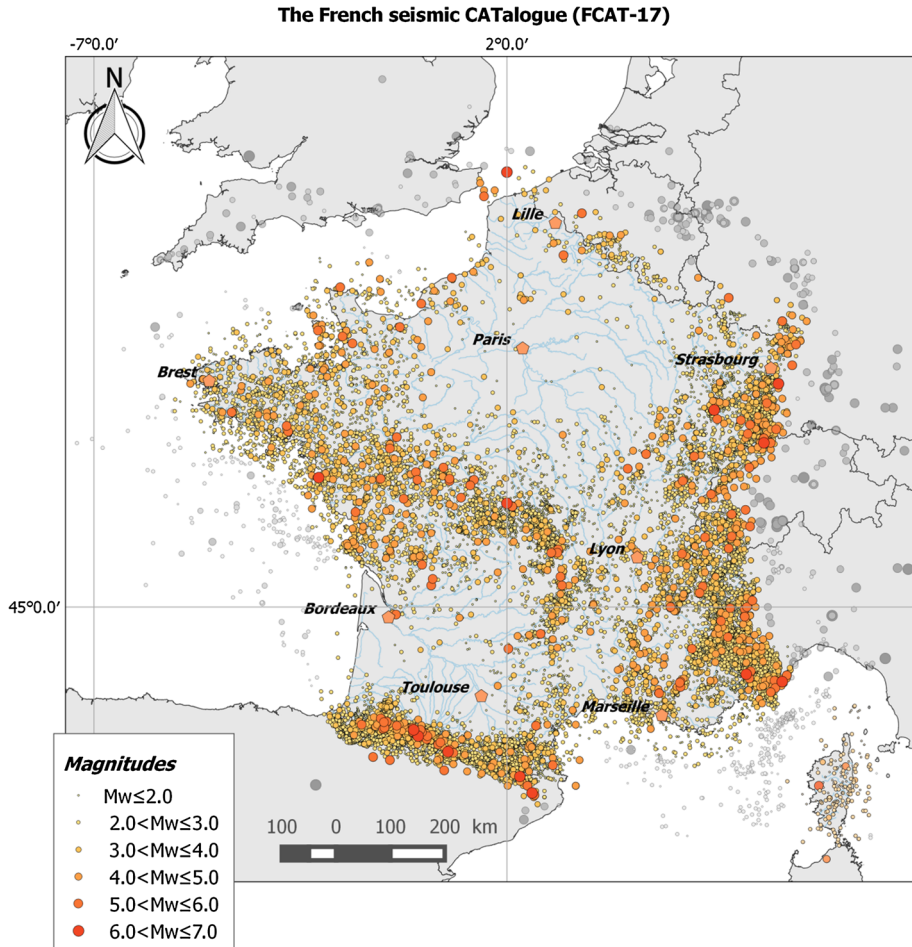 The French seismic CATalogue (FCAT-17)
-7°0.0' 2°0.0'
N
Lille
Paris
Strasbourg
Brest
Lyon
45°0.0'
Bordeaux
Toulouse
Marseille
Magnitudes
Mw≤2.0
2.0<Mw≤3.0
3.0<Mw≤4.0
4.0<Mw≤5.0
5.0<Mw≤6.0
6.0<Mw≤7.0
100 0 100 200 km